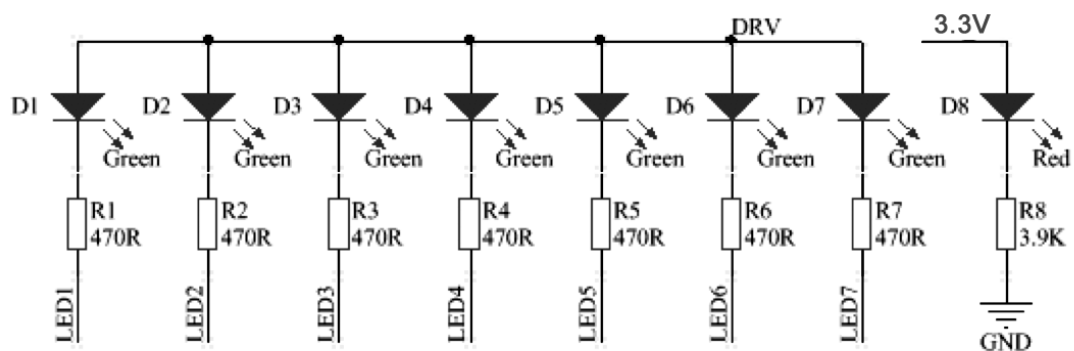 DRV 3.3V
D1 D2 D3 D4 D5 D6 D7 D8
Green Green Green Green Green Green Green Red
R1 R2 R3 R4 R5 R6 R7 R8
470R 470R 470R 470R 470R 470R 470R 3.9K
LED1 LED2 LED3 LED4 LED5 LED6 LED7
GND